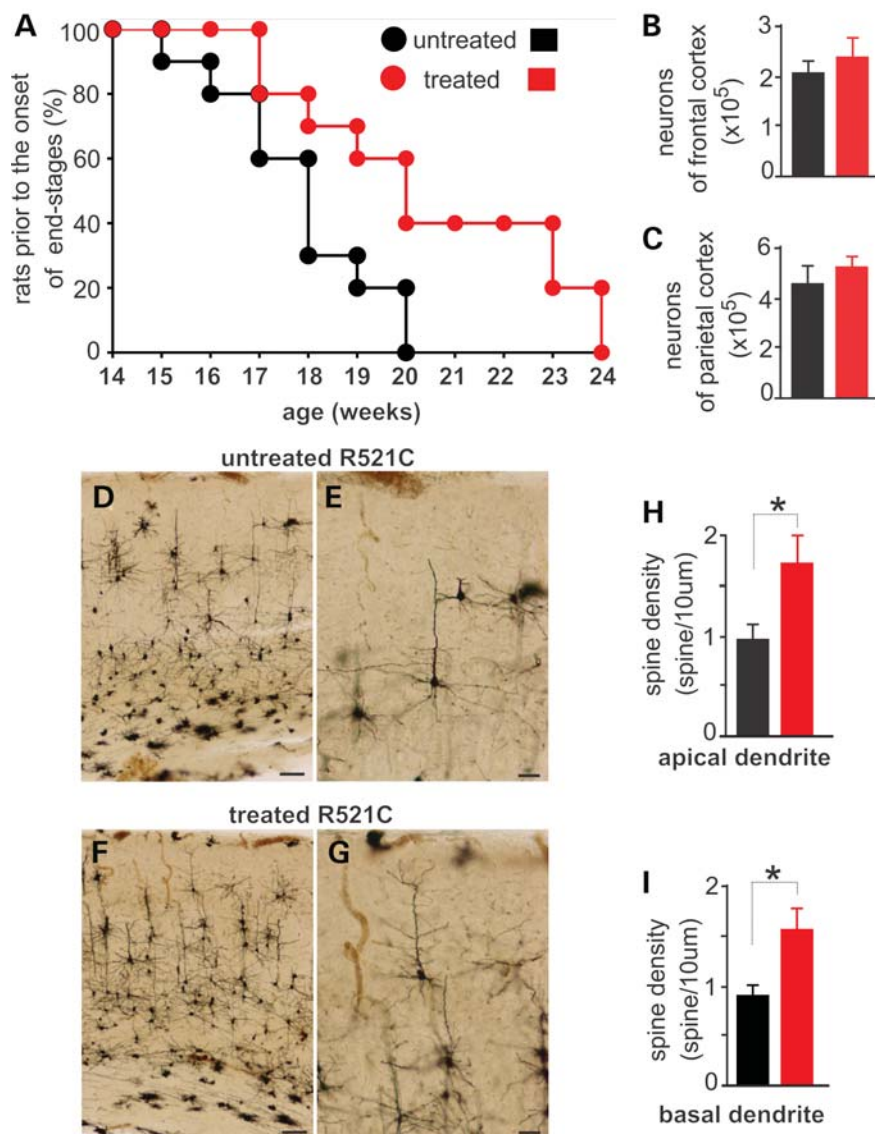 A
rats prior to the onset
of end-stages (%)
100
80
60
40
20
0
untreated
treated
14 15 16 17 18 19 20 21 22 23 24
age (weeks)
B
neurons
of frontal cortex
(x10⁵)
3
2
1
0
C
neurons
of parietal cortex
(x10⁵)
6
4
2
0
untreated R521C
D
E
treated R521C
F
G
H
*
spine density
(spine/10um)
2
1
0
apical dendrite
I
*
spine density
(spine/10um)
2
1
0
basal dendrite